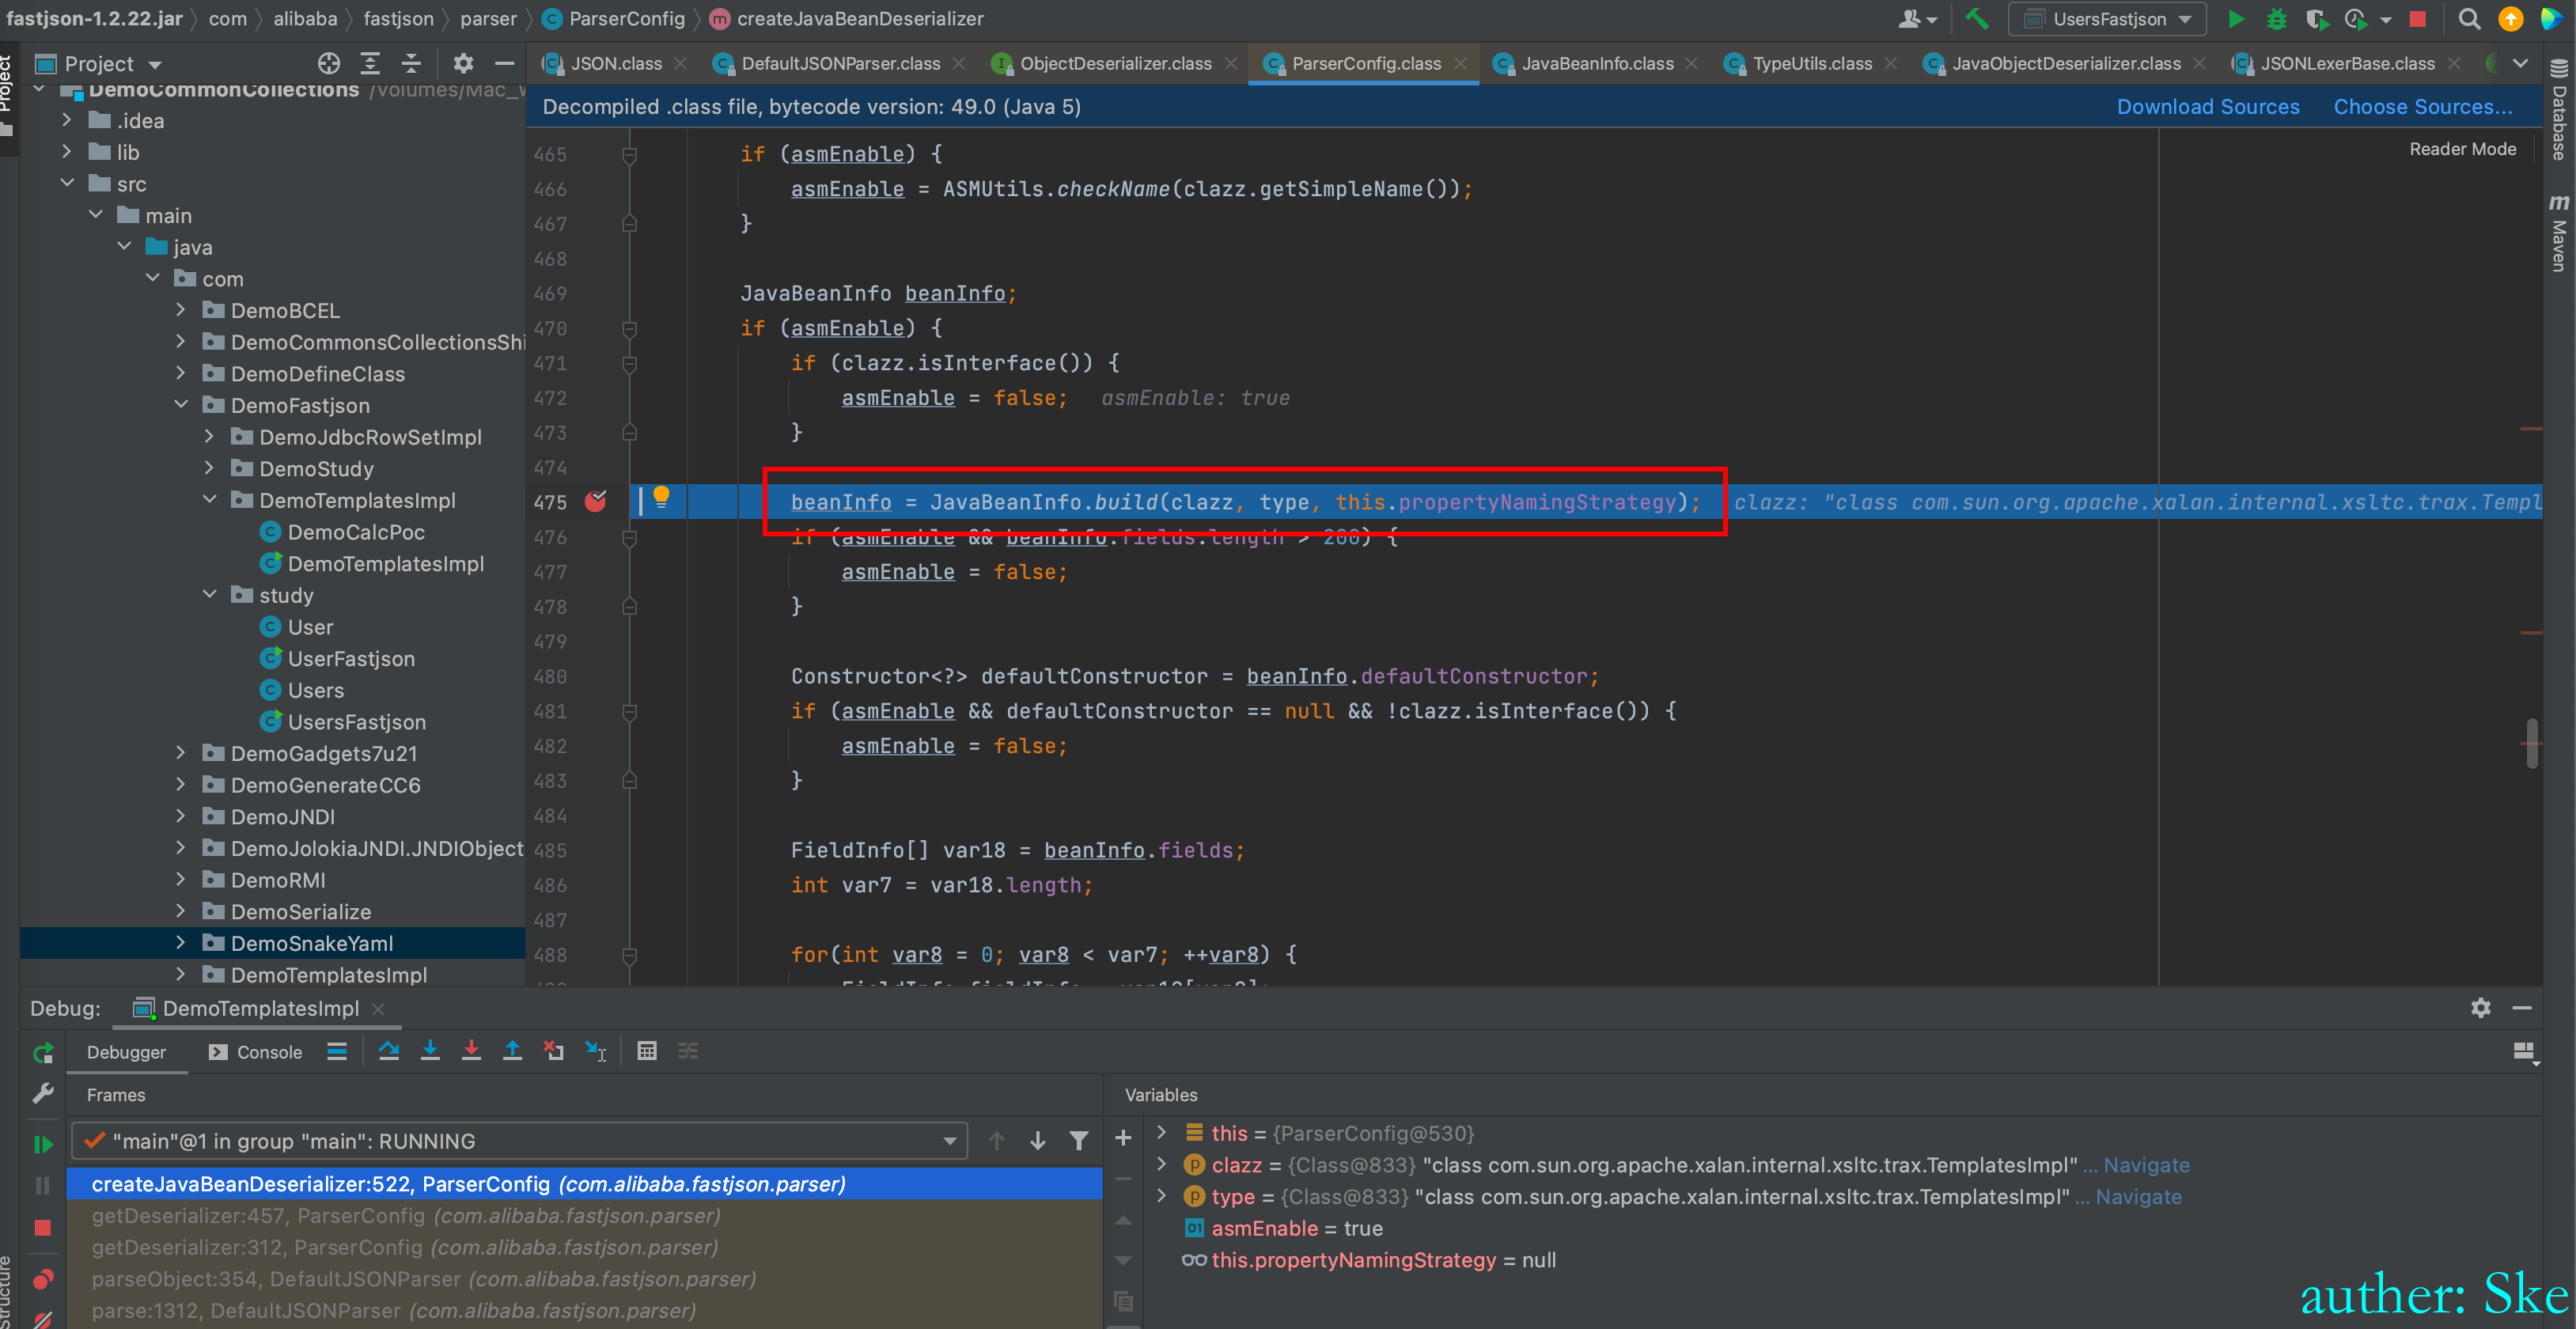 fastjson-1.2.22.jar com alibaba fastjson parser ParserConfig createJavaBeanDeserializer
UsersFastjson
Project
JSON.class DefaultJSONParser.class ObjectDeserializer.class ParserConfig.class JavaBeanInfo.class TypeUtils.class JavaObjectDeserializer.class JSONLexerBase.class
Project
Database
Maven
Structure
DemoCommonCollections /Volumes/Mac_
.idea
lib
src
main
java
com
DemoBCEL
DemoCommonsCollectionsShi
DemoDefineClass
DemoFastjson
DemoJdbcRowSetImpl
DemoStudy
DemoTemplatesImpl
DemoCalcPoc
DemoTemplatesImpl
study
User
UserFastjson
Users
UsersFastjson
DemoGadgets7u21
DemoGenerateCC6
DemoJNDI
DemoJolokiaJNDI.JNDIObject
DemoRMI
DemoSerialize
DemoSnakeYaml
DemoTemplatesImpl
Decompiled .class file, bytecode version: 49.0 (Java 5) Download Sources Choose Sources...
Reader Mode
465 if (asmEnable) {
466 asmEnable = ASMUtils.checkName(clazz.getSimpleName());
467 }
468
469 JavaBeanInfo beanInfo;
470 if (asmEnable) {
471 if (clazz.isInterface()) {
472 asmEnable = false; asmEnable: true
473 }
474
475 beanInfo = JavaBeanInfo.build(clazz, type, this.propertyNamingStrategy); clazz: "class com.sun.org.apache.xalan.internal.xsltc.trax.Templ
476 if (asmEnable && beanInfo.fields.length > 200) {
477 asmEnable = false;
478 }
479
480 Constructor<?> defaultConstructor = beanInfo.defaultConstructor;
481 if (asmEnable && defaultConstructor == null && !clazz.isInterface()) {
482 asmEnable = false;
483 }
484
485 FieldInfo[] var18 = beanInfo.fields;
486 int var7 = var18.length;
487
488 for(int var8 = 0; var8 < var7; ++var8) {
Debug: DemoTemplatesImpl
Debugger Console
Frames
"main"@1 in group "main": RUNNING
createJavaBeanDeserializer:522, ParserConfig (com.alibaba.fastjson.parser)
getDeserializer:457, ParserConfig (com.alibaba.fastjson.parser)
getDeserializer:312, ParserConfig (com.alibaba.fastjson.parser)
parseObject:354, DefaultJSONParser (com.alibaba.fastjson.parser)
parse:1312, DefaultJSONParser (com.alibaba.fastjson.parser)
Variables
this = {ParserConfig@530}
clazz = {Class@833} "class com.sun.org.apache.xalan.internal.xsltc.trax.TemplatesImpl" ... Navigate
type = {Class@833} "class com.sun.org.apache.xalan.internal.xsltc.trax.TemplatesImpl" ... Navigate
asmEnable = true
this.propertyNamingStrategy = null
auther: Ske